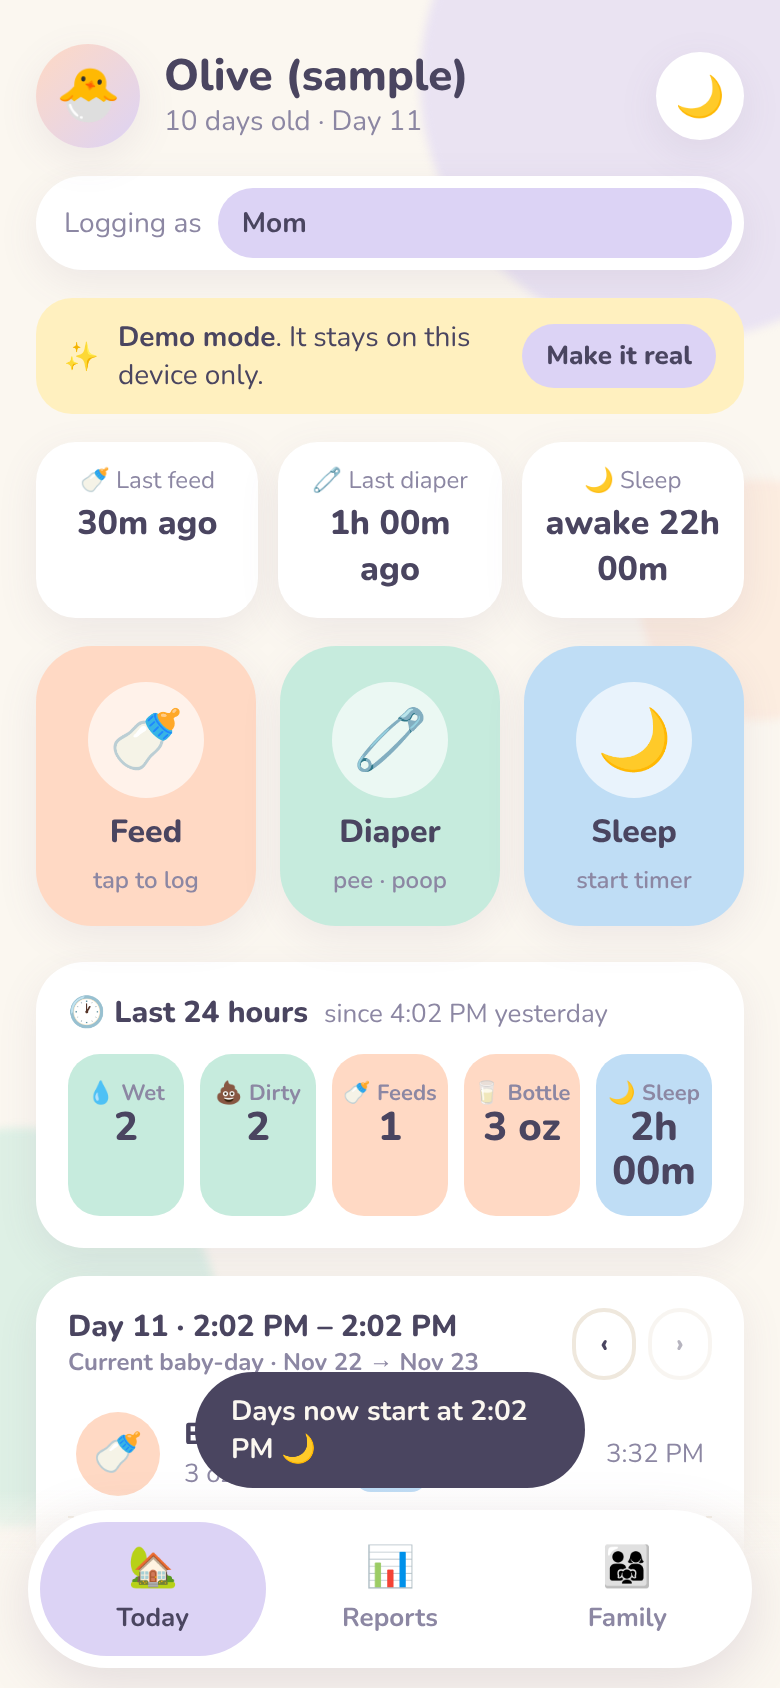 Olive (sample)
10 days old · Day 11
Logging as Mom
Demo mode. It stays on this
device only.
Make it real
Last feed
30m ago
Last diaper
1h 00m
ago
Sleep
awake 22h
00m
Feed
tap to log
Diaper
pee · poop
Sleep
start timer
Last 24 hours since 4:02 PM yesterday
Wet
2
Dirty
2
Feeds
1
Bottle
3 oz
Sleep
2h
00m
Day 11 · 2:02 PM – 2:02 PM
Current baby-day · Nov 22 → Nov 23
‹ ›
Days now start at 2:02
PM
3
3:32 PM
Today
Reports
Family